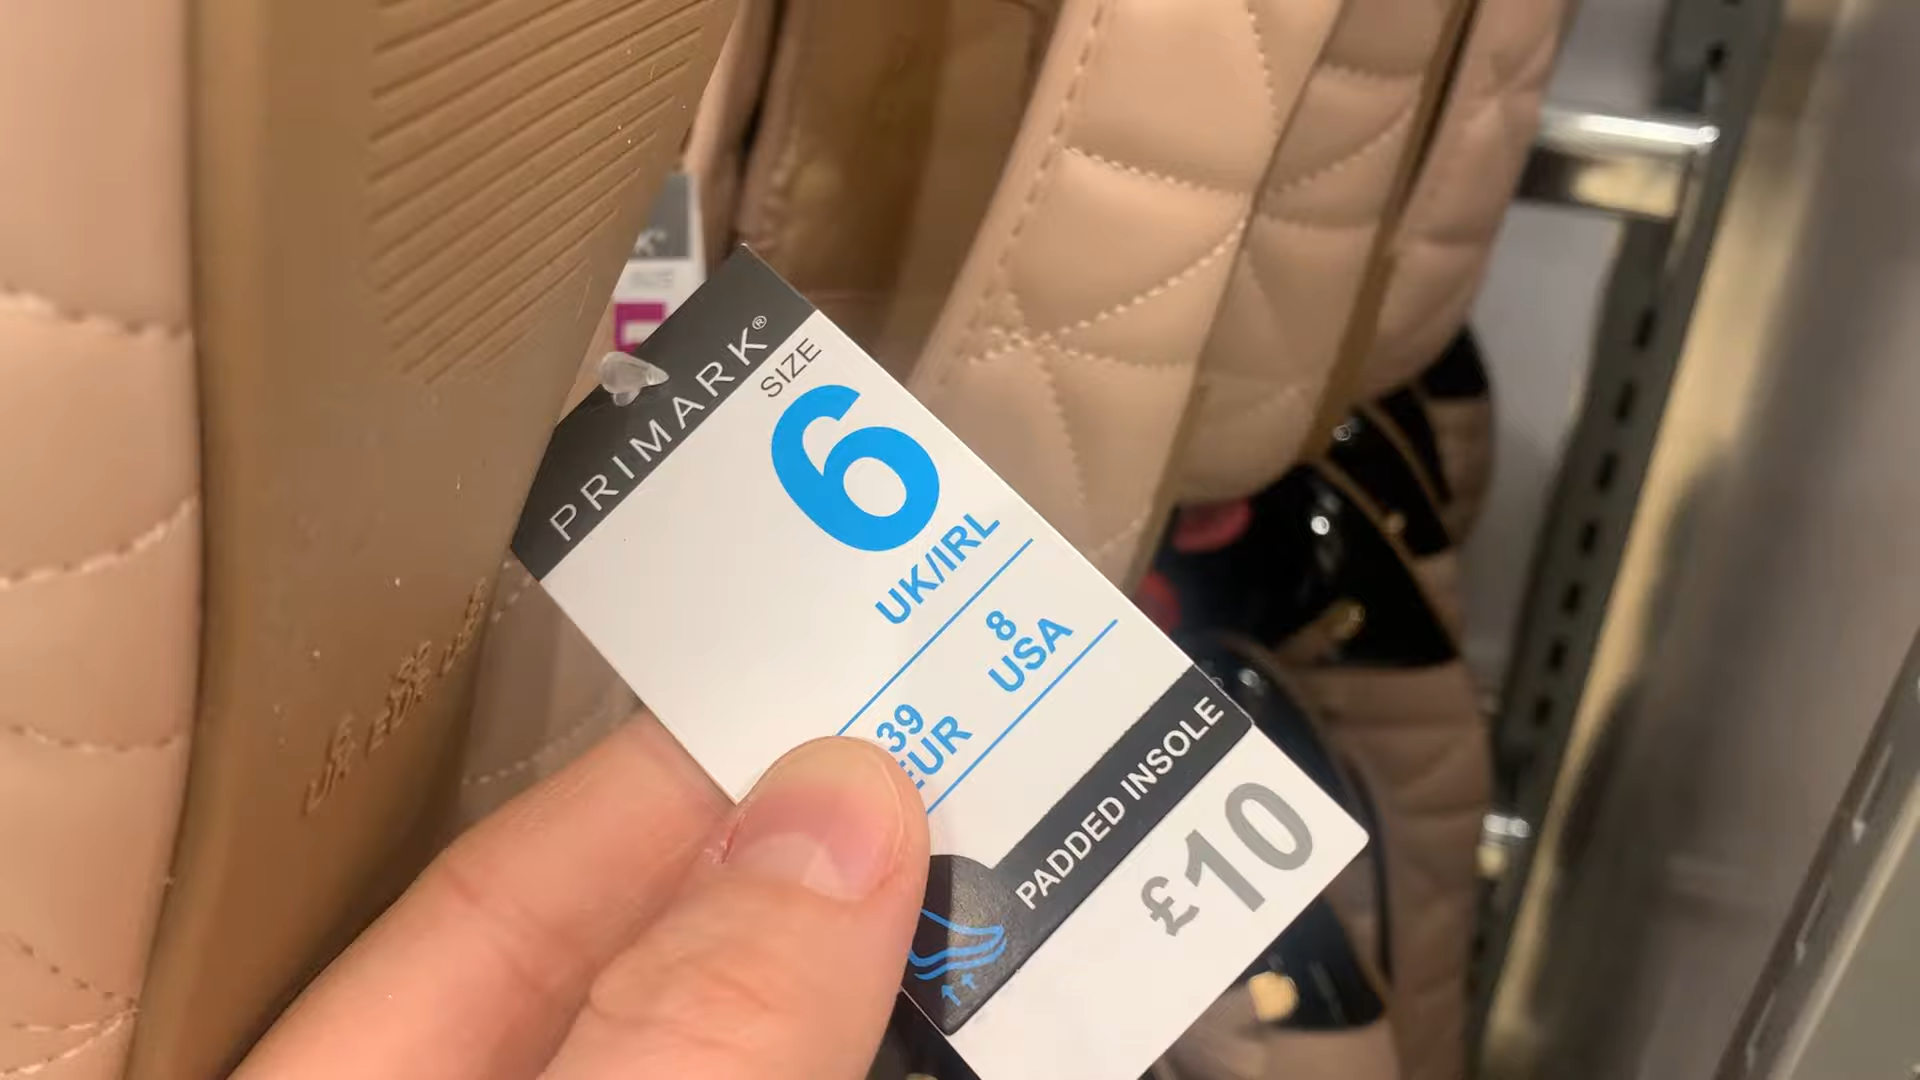 PRIMARK®
SIZE
6
UK/IRL
39
EUR
8
USA
PADDED INSOLE
£10